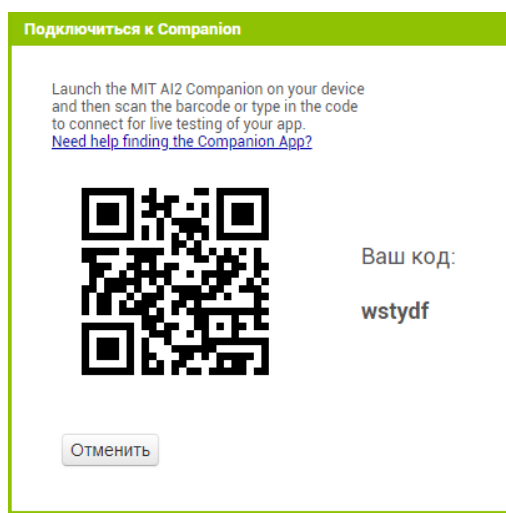 Подключиться к Companion
Launch the MIT AI2 Companion on your device
and then scan the barcode or type in the code
to connect for live testing of your app.
Need help finding the Companion App?
Ваш код:
wstydf
Отменить